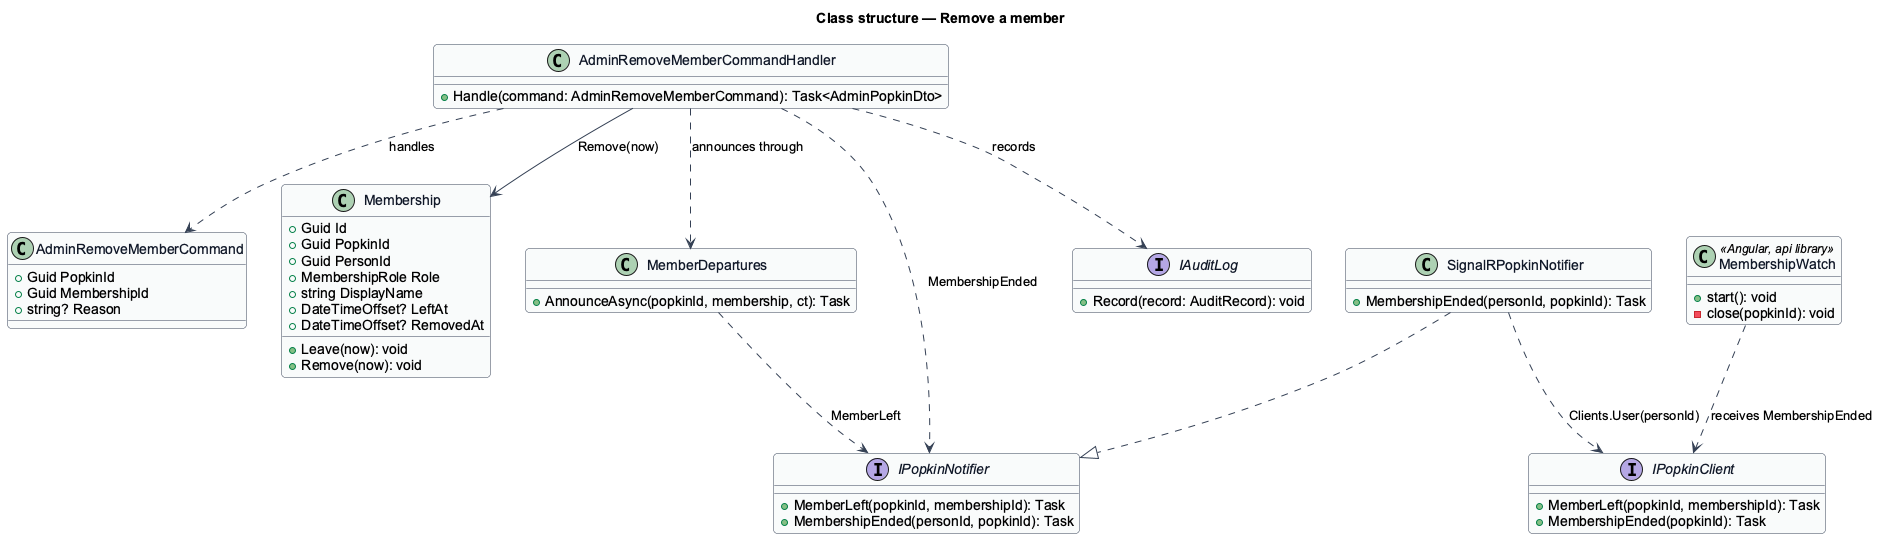 Class structure — Remove a member
C AdminRemoveMemberCommandHandler
Handle(command: AdminRemoveMemberCommand): Task<AdminPopkinDto>
handles
Remove(now)
announces through
records
C AdminRemoveMemberCommand
Guid PopkinId
Guid MembershipId
string? Reason
C Membership
Guid Id
Guid PopkinId
Guid PersonId
MembershipRole Role
string DisplayName
DateTimeOffset? LeftAt
DateTimeOffset? RemovedAt
Leave(now): void
Remove(now): void
C MemberDepartures
AnnounceAsync(popkinId, membership, ct): Task
MembershipEnded
I IAuditLog
Record(record: AuditRecord): void
C SignalRPopkinNotifier
MembershipEnded(personId, popkinId): Task
C «Angular, api library»
MembershipWatch
start(): void
close(popkinId): void
MemberLeft
Clients.User(personId)
receives MembershipEnded
I IPopkinNotifier
MemberLeft(popkinId, membershipId): Task
MembershipEnded(personId, popkinId): Task
I IPopkinClient
MemberLeft(popkinId, membershipId): Task
MembershipEnded(popkinId): Task